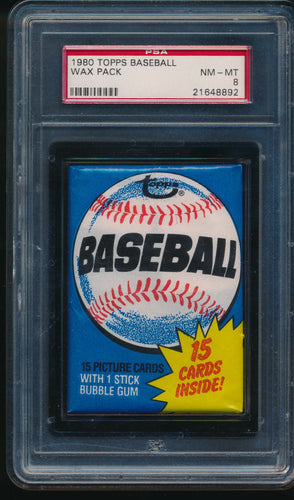 PSA
1980 TOPPS BASEBALL
WAX PACK
NM - MT
8
21648892
topps
BASEBALL
15 PICTURE CARDS
WITH 1 STICK
BUBBLE GUM
15
CARDS
INSIDE!